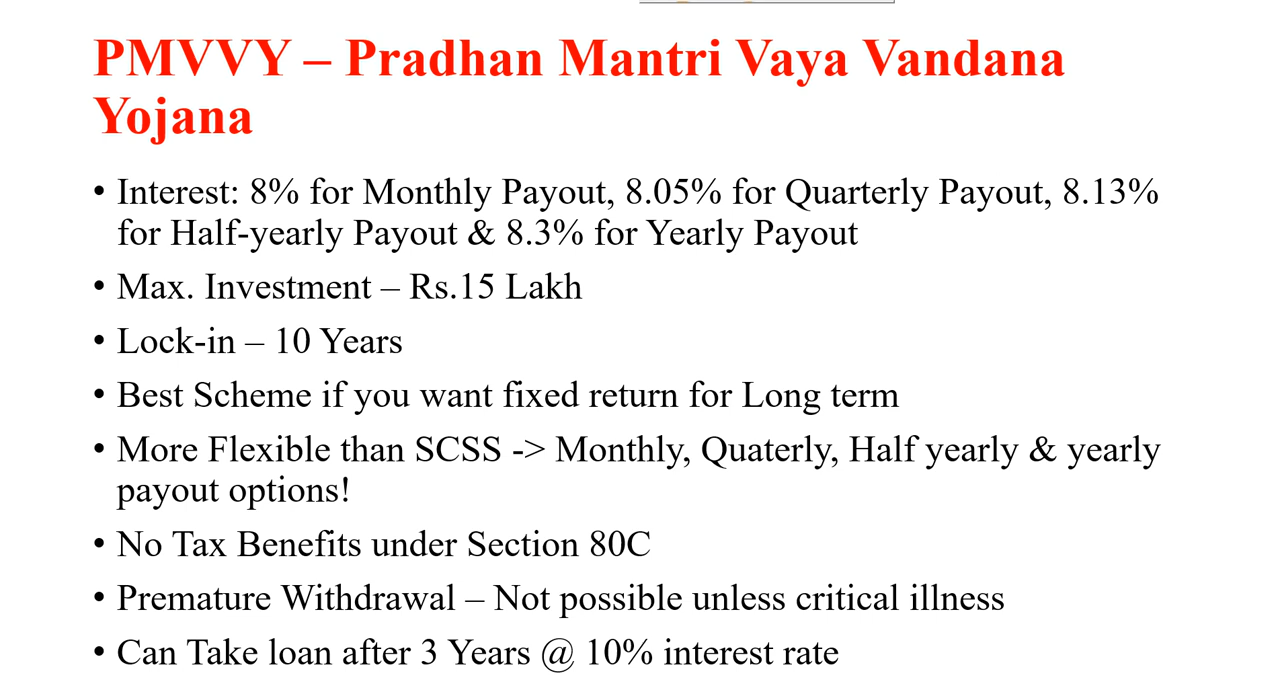 PMVVY – Pradhan Mantri Vaya Vandana
Yojana
• Interest: 8% for Monthly Payout, 8.05% for Quarterly Payout, 8.13%
for Half-yearly Payout & 8.3% for Yearly Payout
• Max. Investment – Rs.15 Lakh
• Lock-in – 10 Years
• Best Scheme if you want fixed return for Long term
• More Flexible than SCSS -> Monthly, Quaterly, Half yearly & yearly
payout options!
• No Tax Benefits under Section 80C
• Premature Withdrawal – Not possible unless critical illness
• Can Take loan after 3 Years @ 10% interest rate